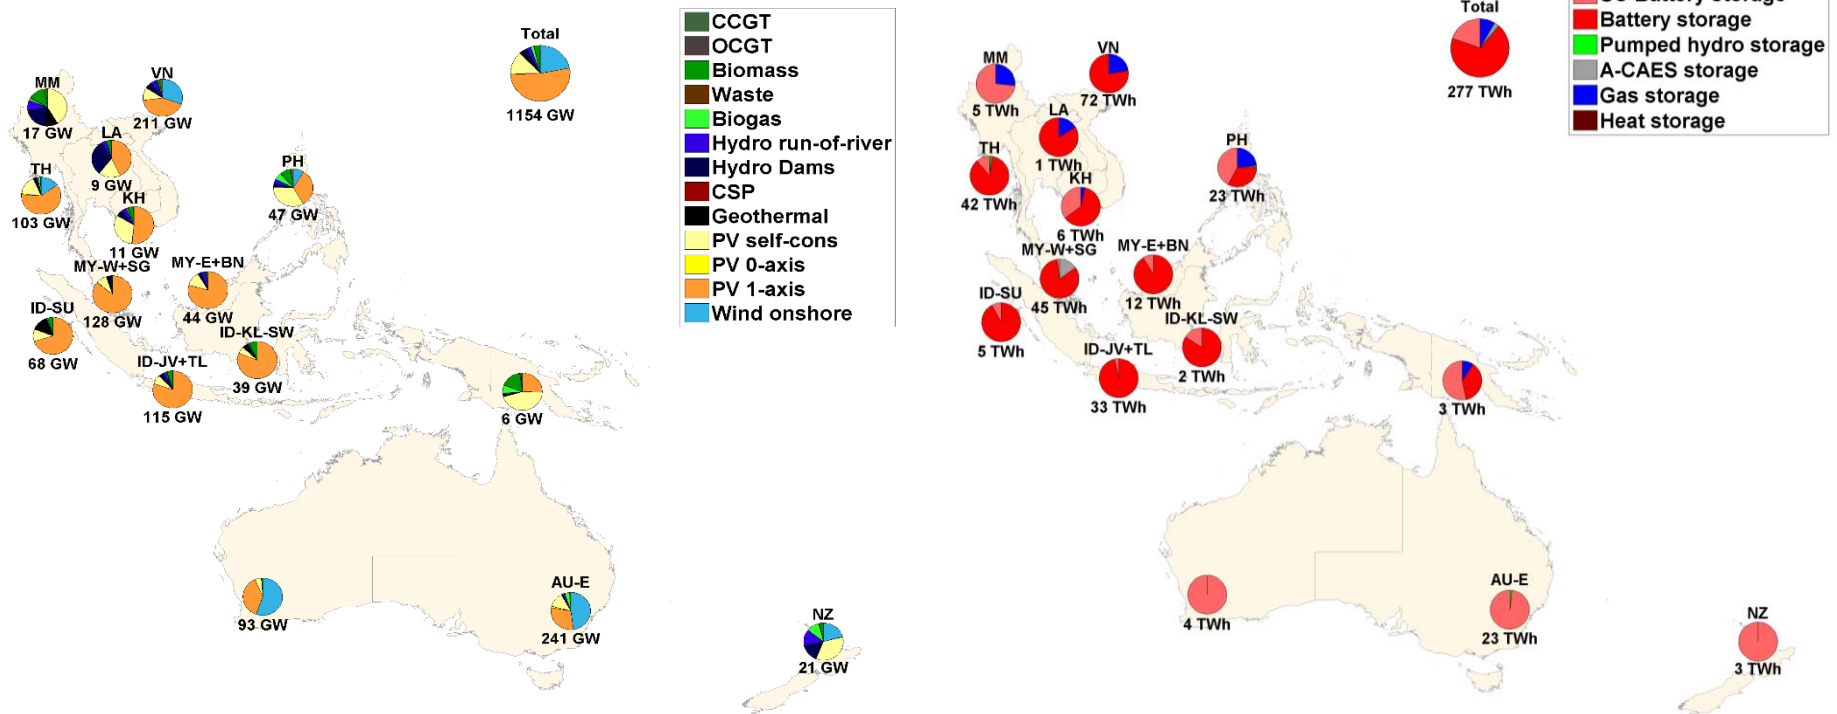 Total
1154 GW
MM
17 GW
VN
211 GW
LA
9 GW
TH
103 GW
KH
11 GW
PH
47 GW
MY-W+SG
128 GW
MY-E+BN
44 GW
ID-SU
68 GW
ID-KL-SW
39 GW
ID-JV+TL
115 GW
6 GW
93 GW
AU-E
241 GW
NZ
21 GW
CCGT
OCGT
Biomass
Waste
Biogas
Hydro run-of-river
Hydro Dams
CSP
Geothermal
PV self-cons
PV 0-axis
PV 1-axis
Wind onshore
Total
277 TWh
MM
5 TWh
VN
72 TWh
LA
1 TWh
TH
42 TWh
KH
6 TWh
PH
23 TWh
MY-W+SG
45 TWh
MY-E+BN
12 TWh
ID-SU
5 TWh
ID-KL-SW
2 TWh
ID-JV+TL
33 TWh
3 TWh
4 TWh
AU-E
23 TWh
NZ
3 TWh
Battery storage
Battery storage
Pumped hydro storage
A-CAES storage
Gas storage
Heat storage